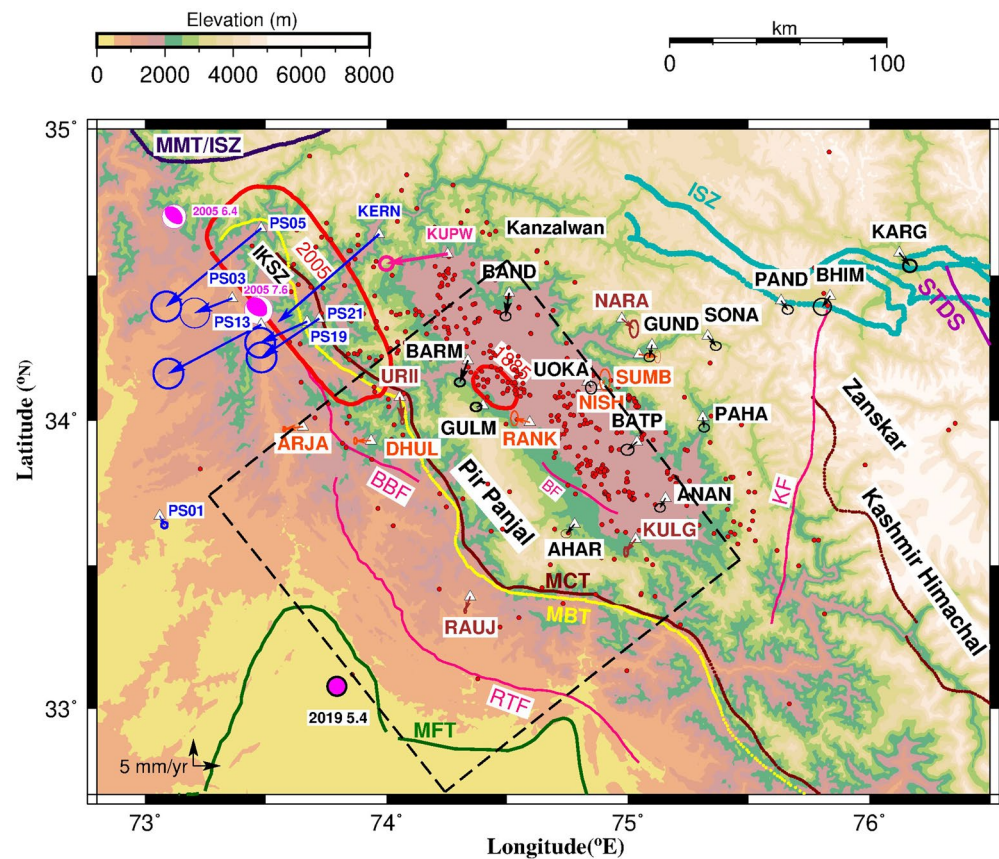 Elevation (m)
0 2000 4000 6000 8000
km
0 100
35°
MMT/ISZ
ISZ
2005 6.4
PS05
KERN
KUPW
Kanzalwan
KARG
2005
IKSZ
BAND
PAND
BHIM
PS03
2005 7.6
STDS
NARA
GUND
SONA
PS13
PS21
PS19
BARM
1885
UOKA
SUMB
URII
NISH
34°
GULM
RANK
BATP
PAHA
Zanskar
ARJA
DHUL
BBF
Pir Panjal
BF
KF
ANAN
PS01
KULG
AHAR
Kashmir Himachal
MCT
MBT
RAUJ
RTF
33°
2019 5.4
MFT
5 mm/yr
73° 74° 75° 76°
Latitude (°N)
Longitude(°E)